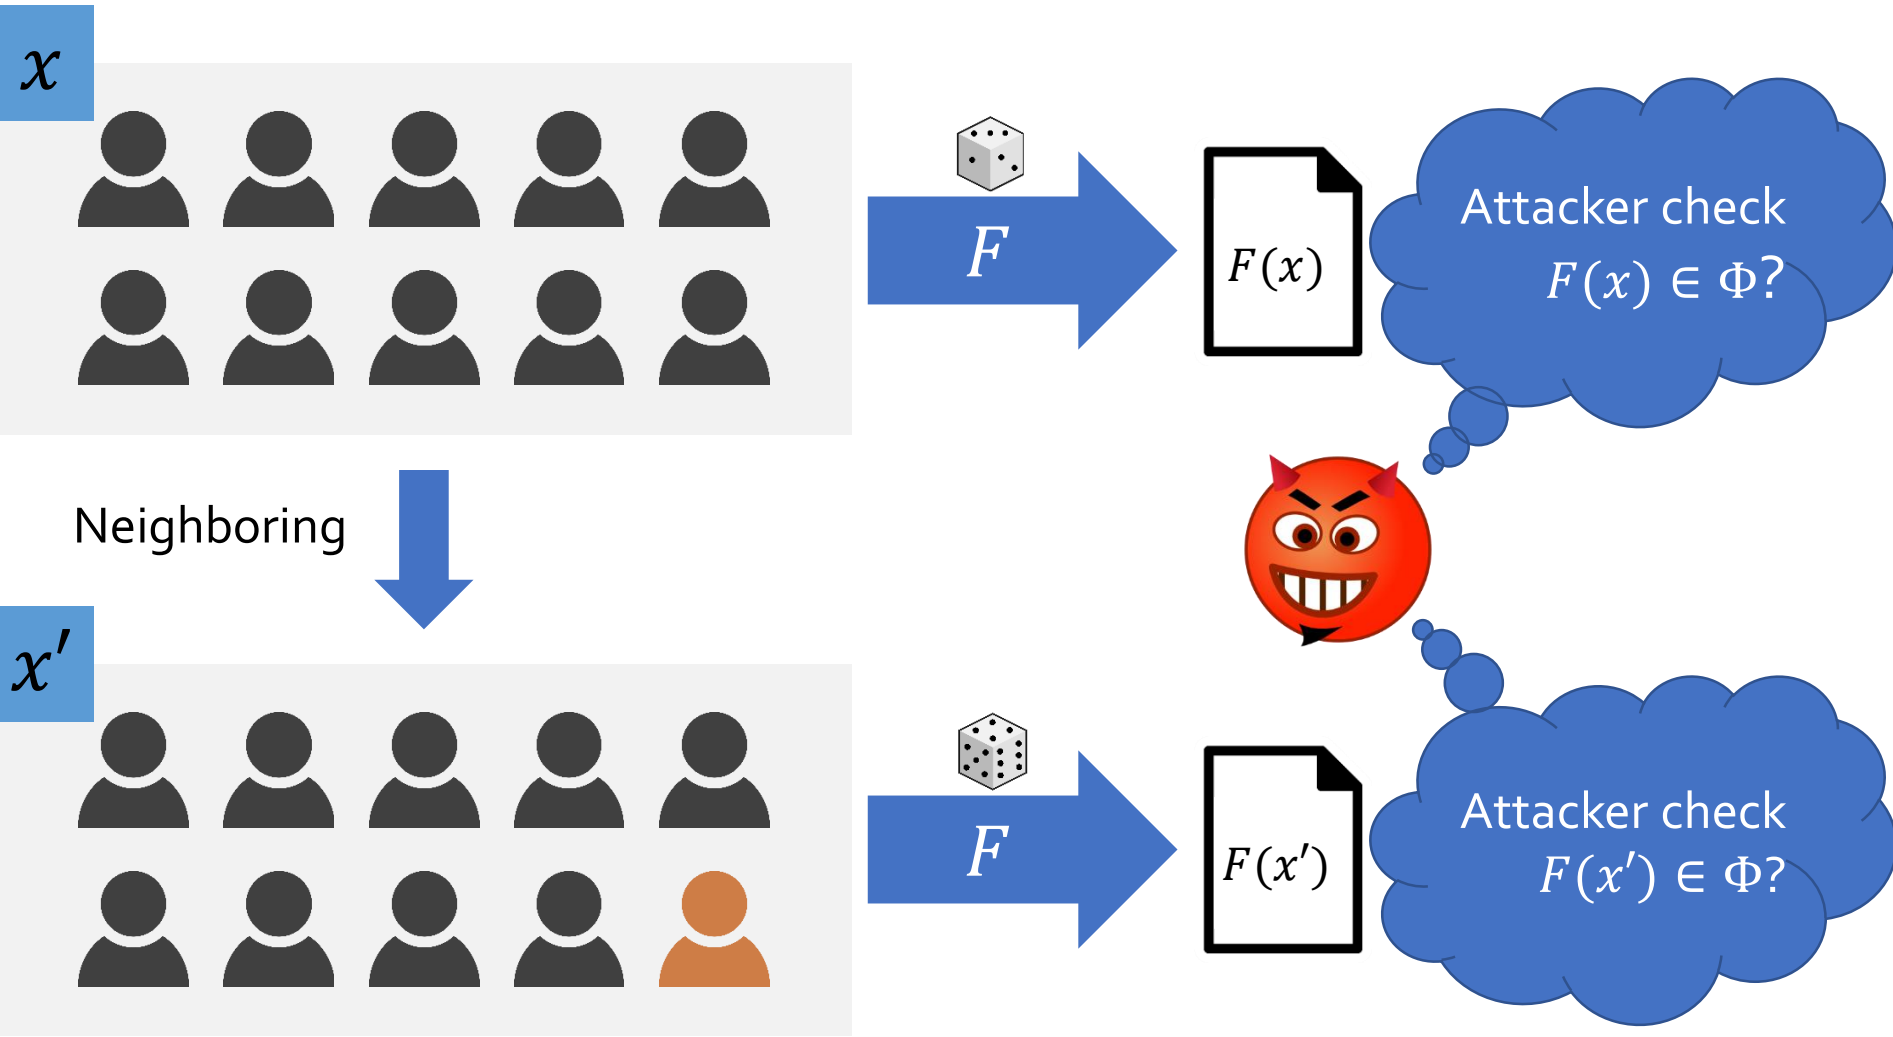 x
F
F(x)
Attacker check
F(x) ∈ Φ?
Neighboring
x′
F
F(x′)
Attacker check
F(x′) ∈ Φ?